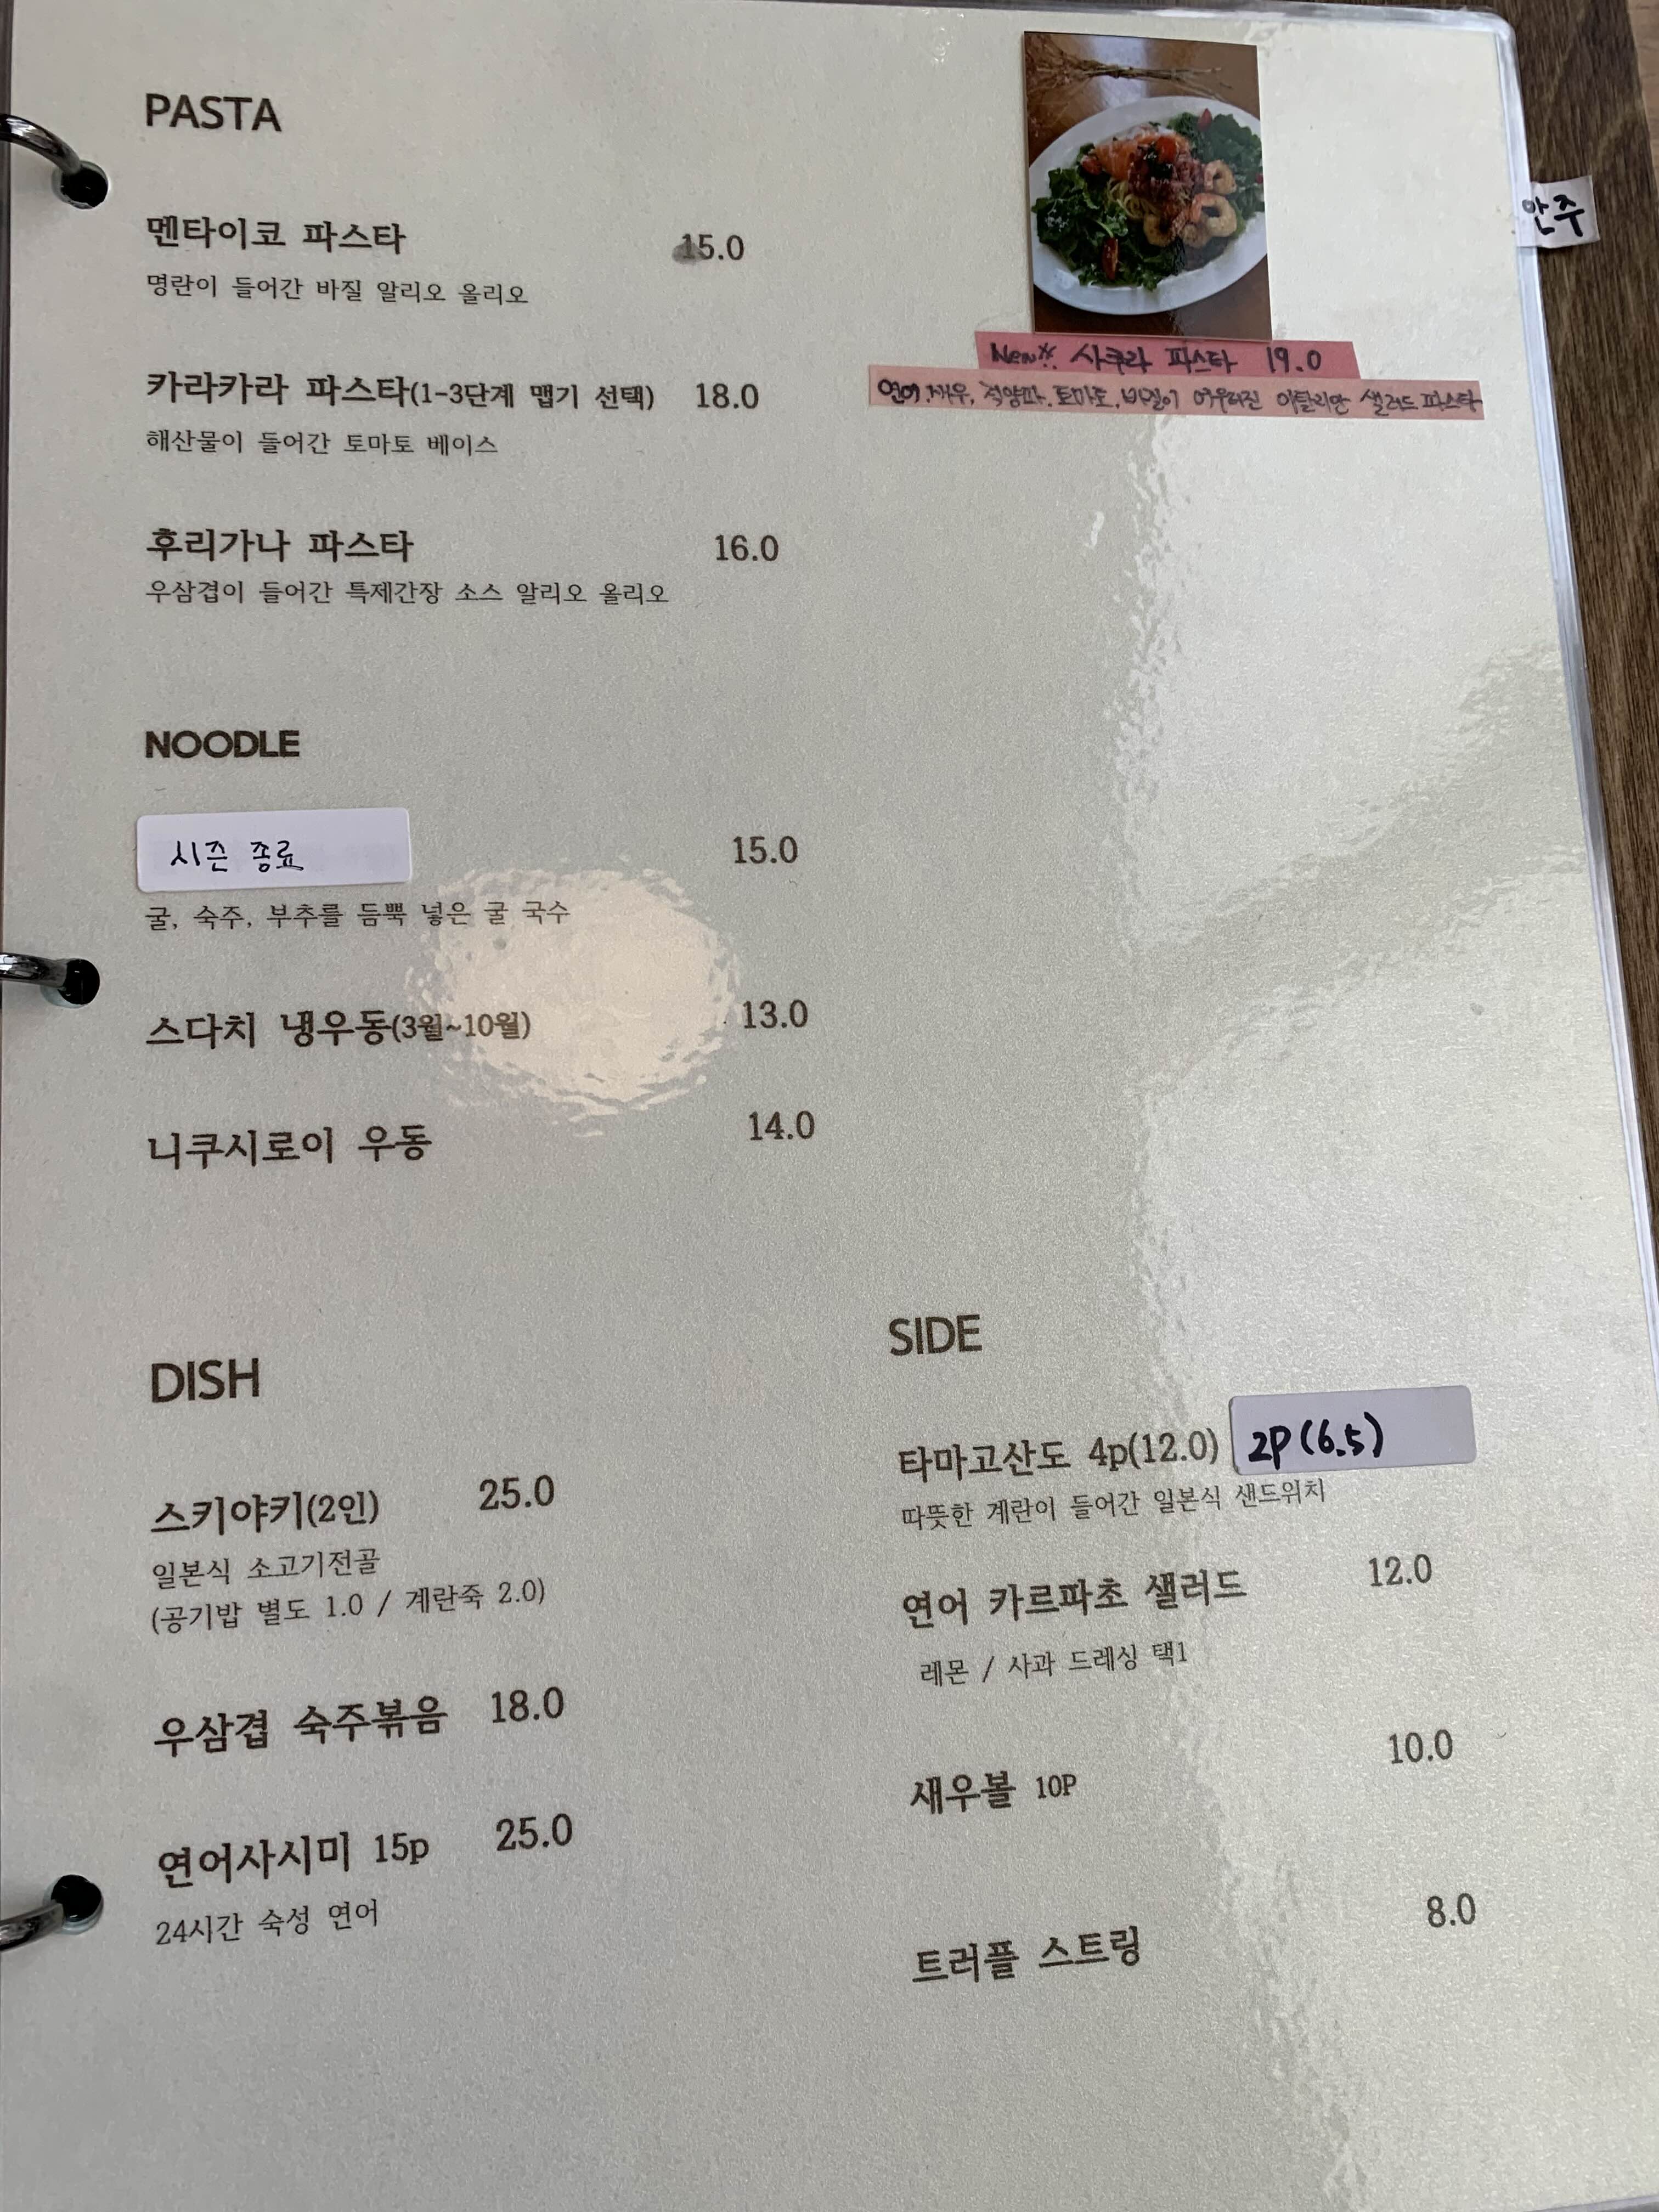 PASTA
멘타이코 파스타 15.0
명란이 들어간 바질 알리오 올리오
카라카라 파스타(1-3단계 맵기 선택) 18.0
해산물이 들어간 토마토 베이스
후리가나 파스타 16.0
우삼겹이 들어간 특제간장 소스 알리오 올리오
New※ 사쿠라 파스타 19.0
연어, 새우, 적양파, 토마토, 바질이 어우러진 이탈리안 샐러드 파스타
안주
NOODLE
시즌 종료 15.0
굴, 숙주, 부추를 듬뿍 넣은 굴 국수
스다치 냉우동(3월~10월) 13.0
니쿠시로이 우동 14.0
DISH
스키야키(2인) 25.0
일본식 소고기전골
(공기밥 별도 1.0 / 계란죽 2.0)
우삼겹 숙주볶음 18.0
연어사시미 15p 25.0
24시간 숙성 연어
SIDE
타마고산도 4p(12.0) 2P(6.5)
따뜻한 계란이 들어간 일본식 샌드위치
연어 카르파초 샐러드 12.0
레몬 / 사과 드레싱 택1
새우볼 10P 10.0
트러플 스트링 8.0